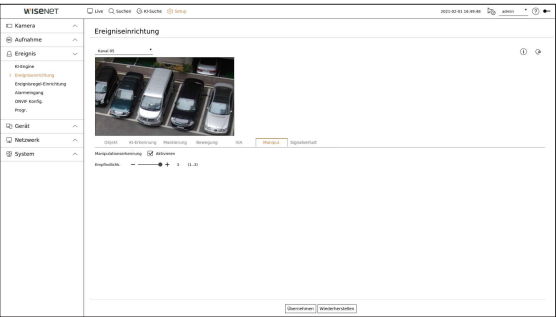 WISENET
Live Suchen KI-Suche Setup
2021-02-01 16:49:46 admin
Kamera
Aufnahme
Ereignis
KI-Engine
Ereigniseinrichtung
Ereignisregel-Einrichtung
Alarmeingang
ONVIF Konfig.
Progr.
Gerät
Netzwerk
System
Ereigniseinrichtung
Kanal 05
Objekt KI-Erkennung Maskierung Bewegung IVA Manipul Signalverlust
Manipulationserkennung Aktivieren
Empfindlichk. 3 (1..3)
Übernehmen Wiederherstellen